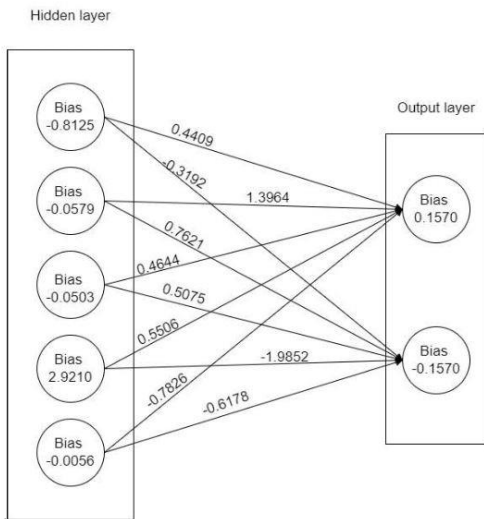 Hidden layer
Output layer
Bias
-0.8125
Bias
-0.0579
Bias
-0.0503
Bias
2.9210
Bias
-0.0056
0.4409
-0.3192
1.3964
0.7621
0.4644
0.5075
0.5506
-1.9852
-0.7826
-0.6178
Bias
0.1570
Bias
-0.1570